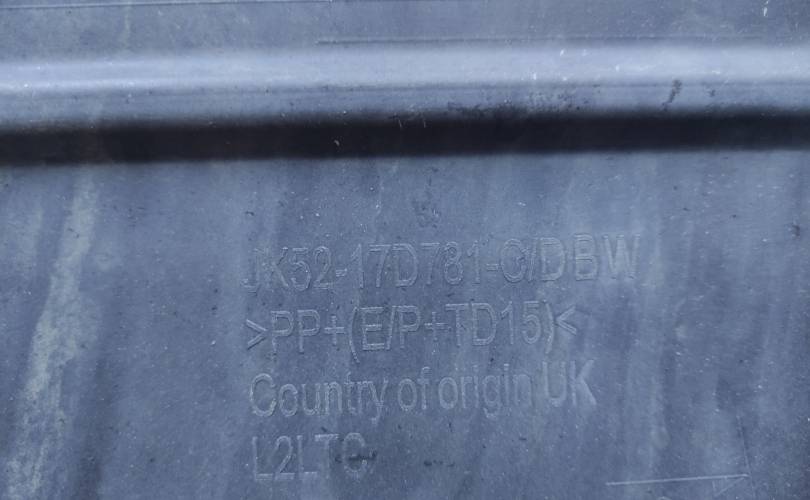 JK52-17D781-C/DBW
>PP+(E/P+TD15)<
Country of origin UK
L2LTC